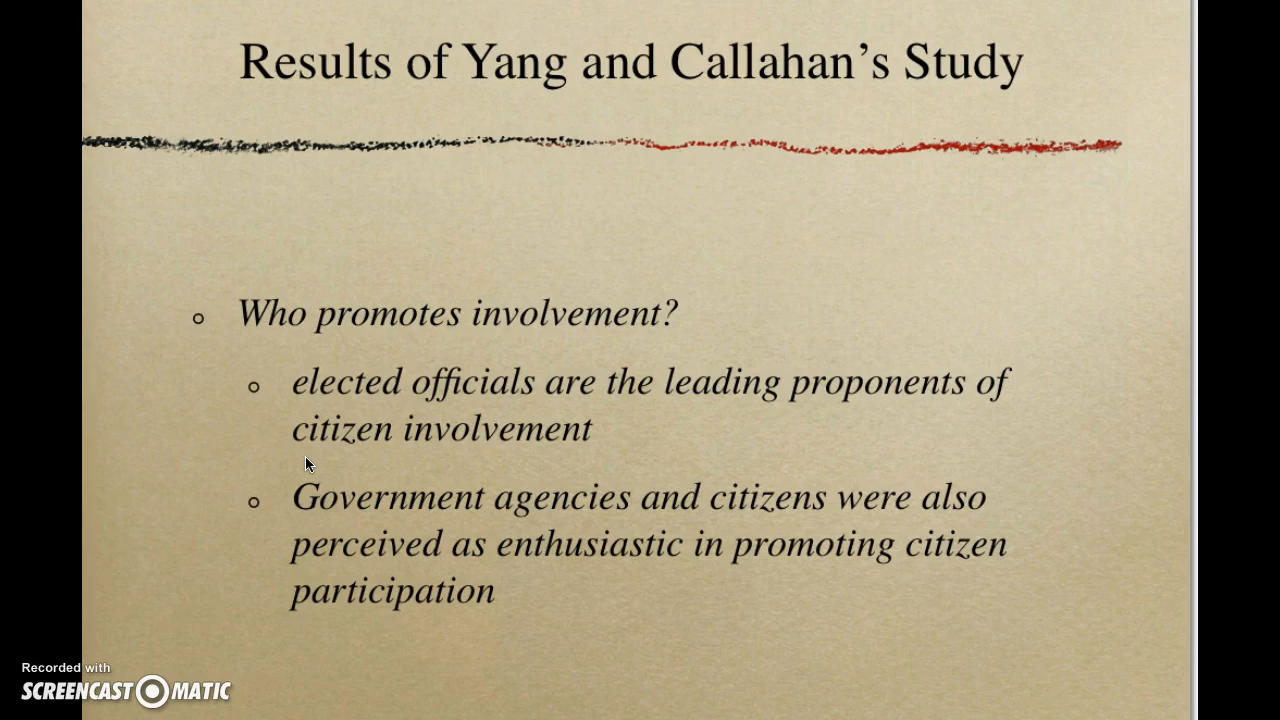 Results of Yang and Callahan’s Study
Who promotes involvement?
elected officials are the leading proponents of
citizen involvement
Government agencies and citizens were also
perceived as enthusiastic in promoting citizen
participation
Recorded with
SCREENCAST MATIC